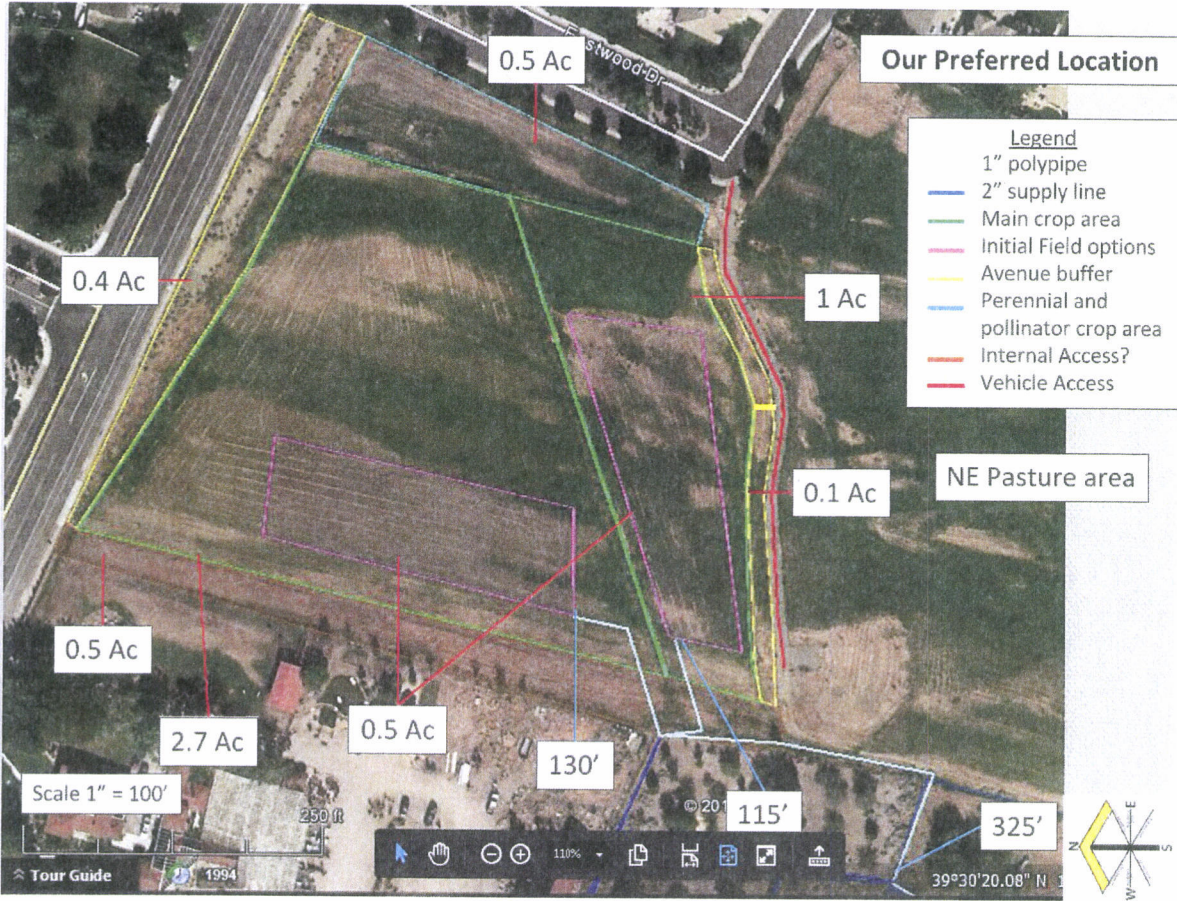 Our Preferred Location
0.5 Ac
Eastwood Dr
Legend
1” polypipe
2” supply line
Main crop area
Initial Field options
Avenue buffer
Perennial and
pollinator crop area
Internal Access?
Vehicle Access
0.4 Ac
1 Ac
NE Pasture area
0.1 Ac
0.5 Ac
2.7 Ac
0.5 Ac
130’
115’
325’
Scale 1” = 100’
250 ft
© 201
110%
Tour Guide
1994
39°30'20.08" N
N
E
S
W